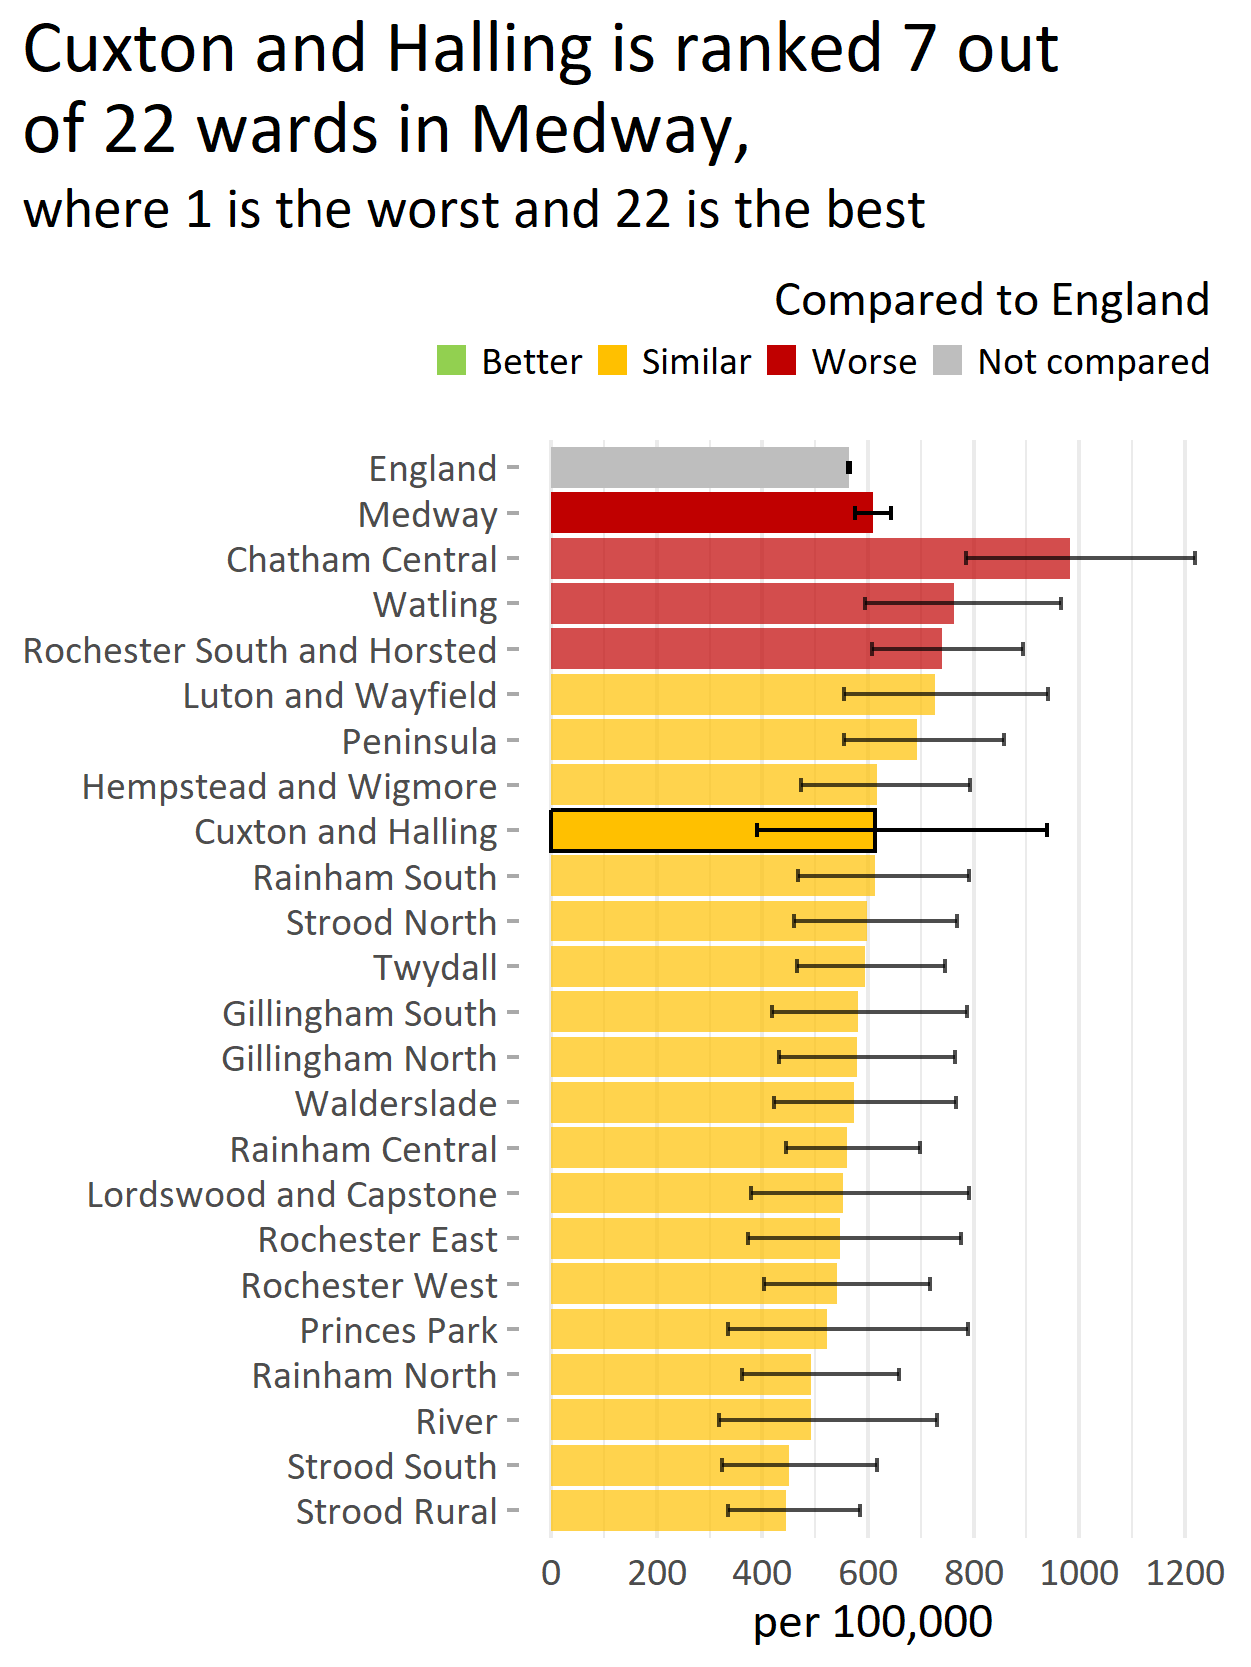 Cuxton and Halling is ranked 7 out
of 22 wards in Medway,
where 1 is the worst and 22 is the best
Compared to England
Better Similar Worse Not compared
England
Medway
Chatham Central
Watling
Rochester South and Horsted
Luton and Wayfield
Peninsula
Hempstead and Wigmore
Cuxton and Halling
Rainham South
Strood North
Twydall
Gillingham South
Gillingham North
Walderslade
Rainham Central
Lordswood and Capstone
Rochester East
Rochester West
Princes Park
Rainham North
River
Strood South
Strood Rural
0 200 400 600 800 1000 1200
per 100,000